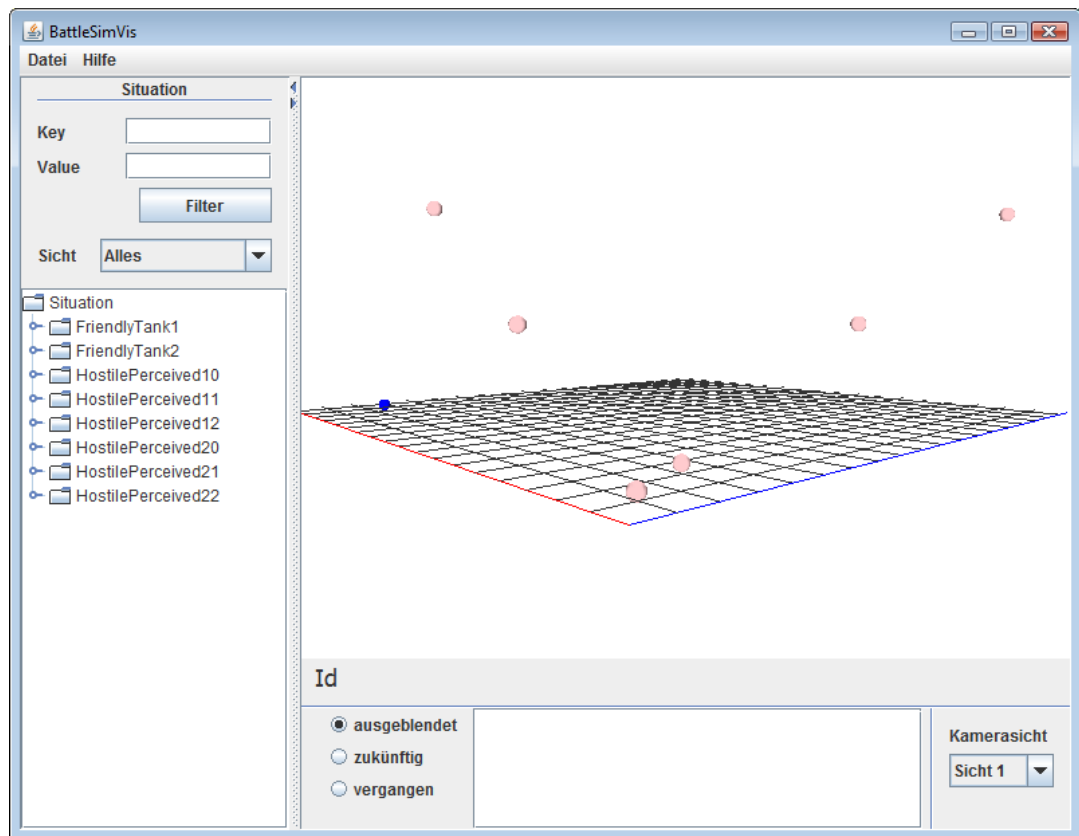 BattleSimVis
Datei Hilfe
Situation
Key
Value
Filter
Sicht Alles
Situation
FriendlyTank1
FriendlyTank2
HostilePerceived10
HostilePerceived11
HostilePerceived12
HostilePerceived20
HostilePerceived21
HostilePerceived22
Id
ausgeblendet
zukünftig
vergangen
Kamerasicht
Sicht 1